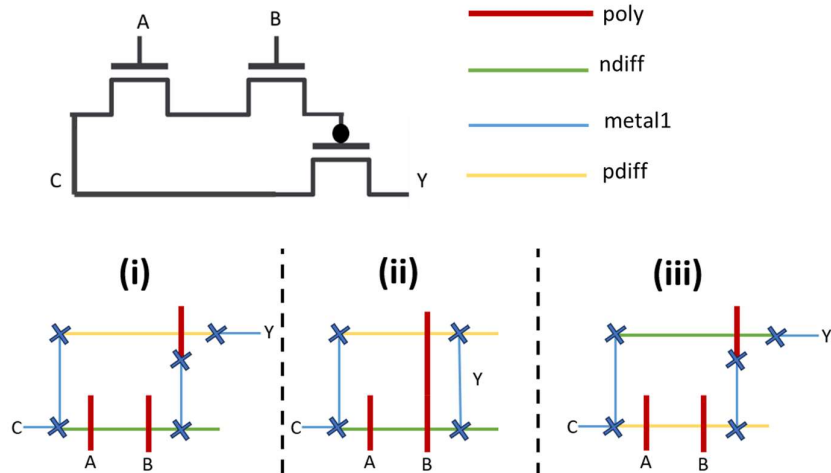 A B
poly
ndiff
metal1
C Y
pdiff
(i) (ii) (iii)
Y
Y
Y
C
C
C
A B
A B
A B